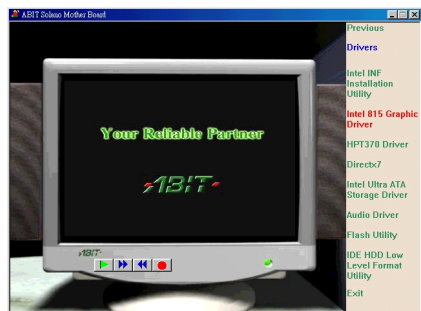 ABIT Solano Mother Board
Your Reliable Partner
ABIT
ABIT
Previous
Drivers
Intel INF
Installation
Utility
Intel 815 Graphic
Driver
HPT370 Driver
Directx7
Intel Ultra ATA
Storage Driver
Audio Driver
Flash Utility
IDE HDD Low
Level Format
Utility
Exit